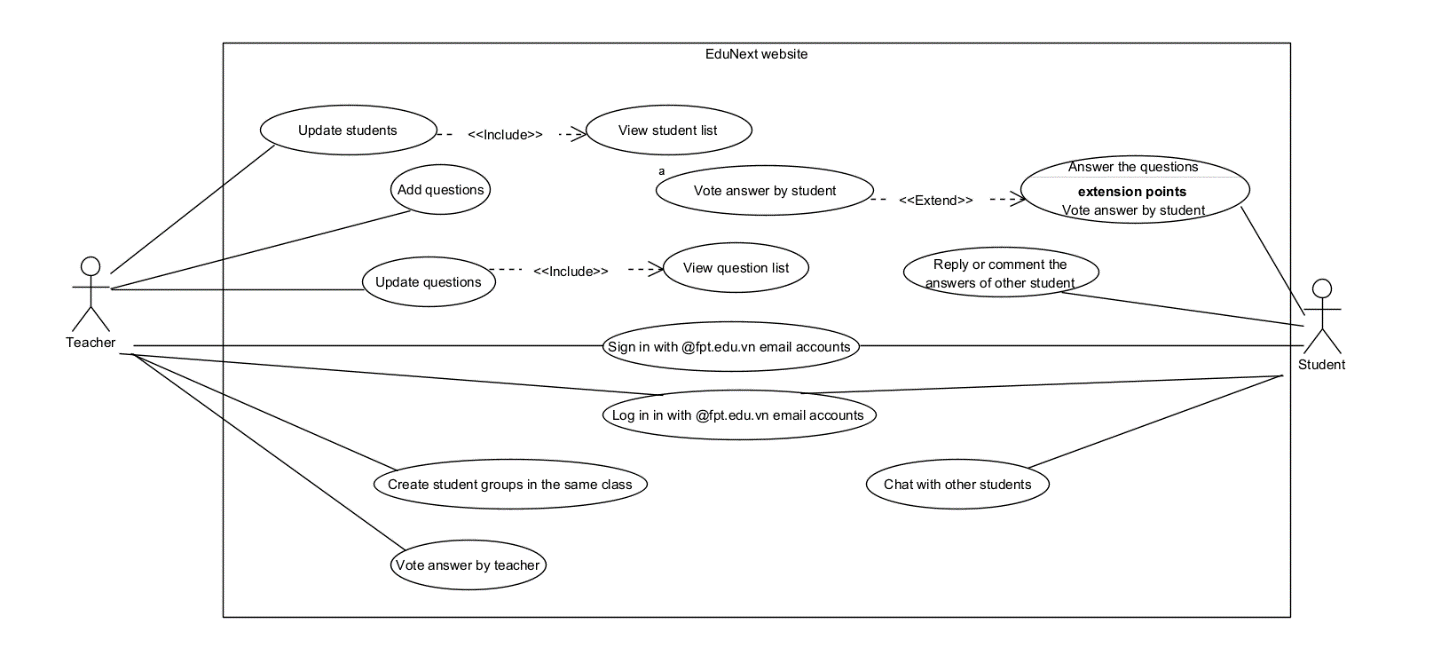 EduNext website
Update students
<<Include>>
View student list
Add questions
a
Vote answer by student
<<Extend>>
Answer the questions
extension points
Vote answer by student
Update questions
<<Include>>
View question list
Reply or comment the
answers of other student
Teacher
Sign in with @fpt.edu.vn email accounts
Student
Log in in with @fpt.edu.vn email accounts
Create student groups in the same class
Chat with other students
Vote answer by teacher